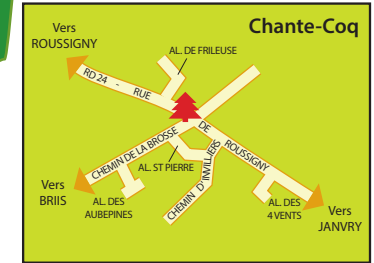 Chante-Coq
Vers
ROUSSIGNY
AL. DE FRILEUSE
RD 24 - RUE
DE ROUSSIGNY
CHEMIN DE LA BROSSE
AL. ST PIERRE
CHEMIN D'INVILLIERS
Vers
BRIIS
AL. DES
AUBEPINES
AL. DES
4 VENTS
Vers
JANVRY